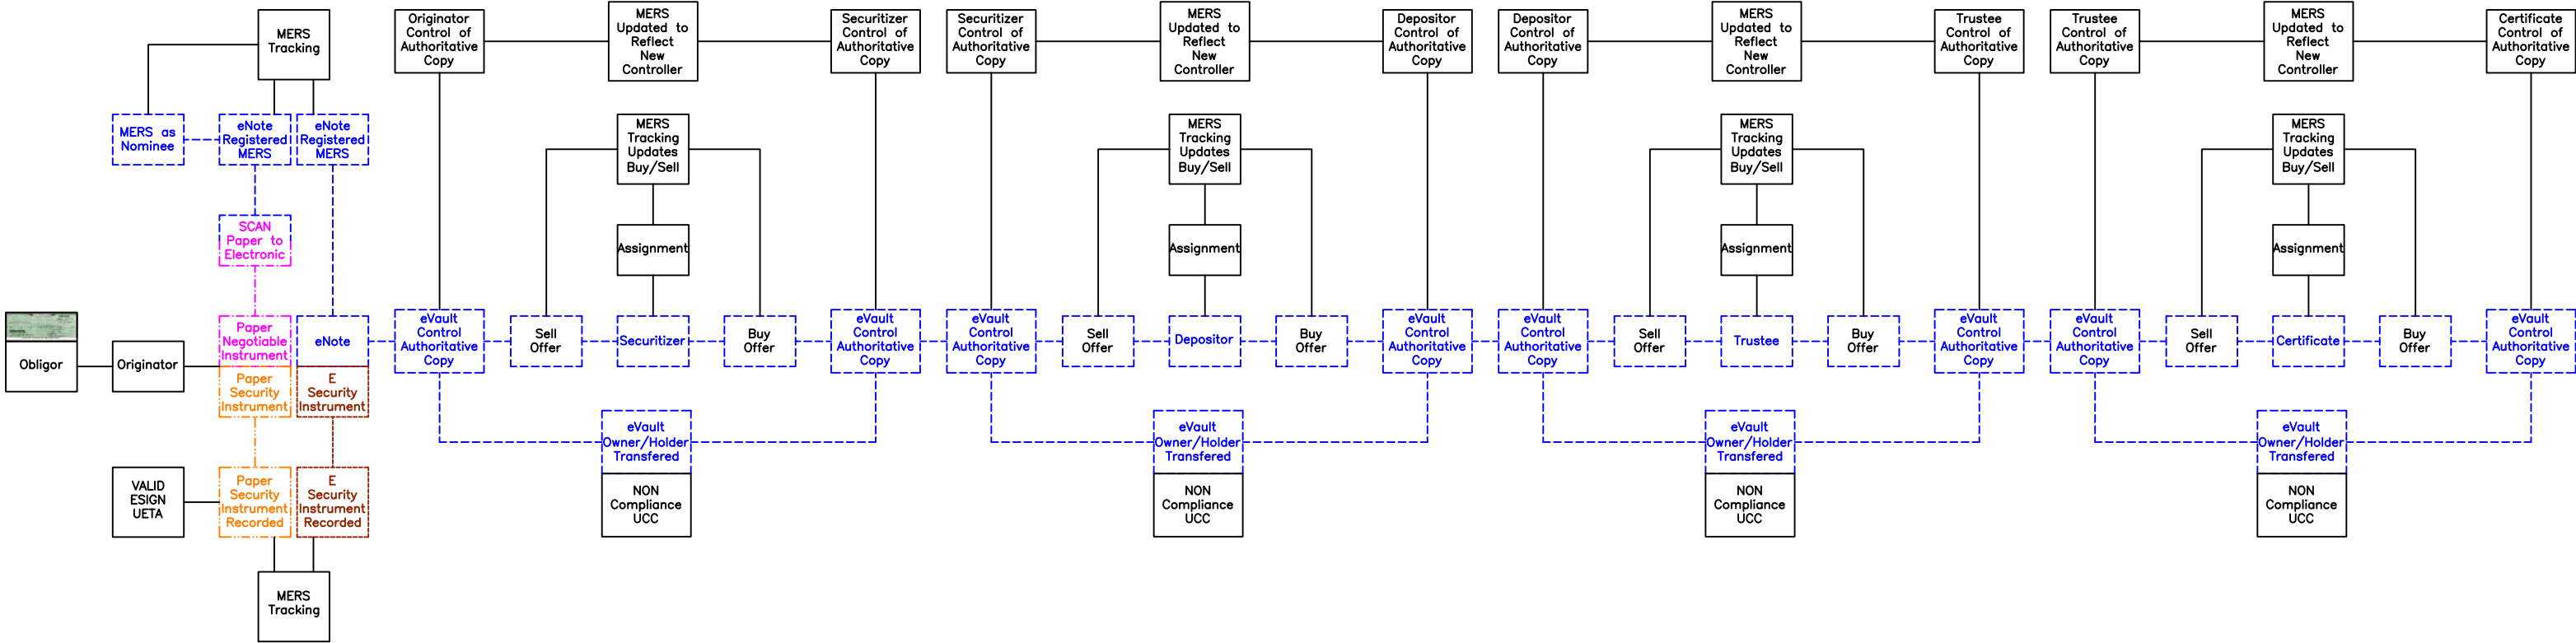 MERS
Tracking
Originator
Control of
Authoritative
Copy
MERS
Updated to
Reflect
New
Controller
Securitizer
Control of
Authoritative
Copy
Securitizer
Control of
Authoritative
Copy
MERS
Updated to
Reflect
New
Controller
Depositor
Control of
Authoritative
Copy
Depositor
Control of
Authoritative
Copy
MERS
Updated to
Reflect
New
Controller
Trustee
Control of
Authoritative
Copy
Trustee
Control of
Authoritative
Copy
MERS
Updated to
Reflect
New
Controller
Certificate
Control of
Authoritative
Copy
MERS as
Nominee
eNote
Registered
MERS
eNote
Registered
MERS
MERS
Tracking
Updates
Buy/Sell
MERS
Tracking
Updates
Buy/Sell
MERS
Tracking
Updates
Buy/Sell
MERS
Tracking
Updates
Buy/Sell
SCAN
Paper to
Electronic
Assignment
Assignment
Assignment
Assignment
Obligor
Originator
Paper
Negotiable
Instrument
eNote
eVault
Control
Authoritative
Copy
Sell
Offer
Securitizer
Buy
Offer
eVault
Control
Authoritative
Copy
eVault
Control
Authoritative
Copy
Sell
Offer
Depositor
Buy
Offer
eVault
Control
Authoritative
Copy
eVault
Control
Authoritative
Copy
Sell
Offer
Trustee
Buy
Offer
eVault
Control
Authoritative
Copy
eVault
Control
Authoritative
Copy
Sell
Offer
Certificate
Buy
Offer
eVault
Control
Authoritative
Copy
Paper
Security
Instrument
E
Security
Instrument
eVault
Owner/Holder
Transfered
eVault
Owner/Holder
Transfered
eVault
Owner/Holder
Transfered
eVault
Owner/Holder
Transfered
VALID
ESIGN
UETA
Paper
Security
Instrument
Recorded
E
Security
Instrument
Recorded
NON
Compliance
UCC
NON
Compliance
UCC
NON
Compliance
UCC
NON
Compliance
UCC
MERS
Tracking